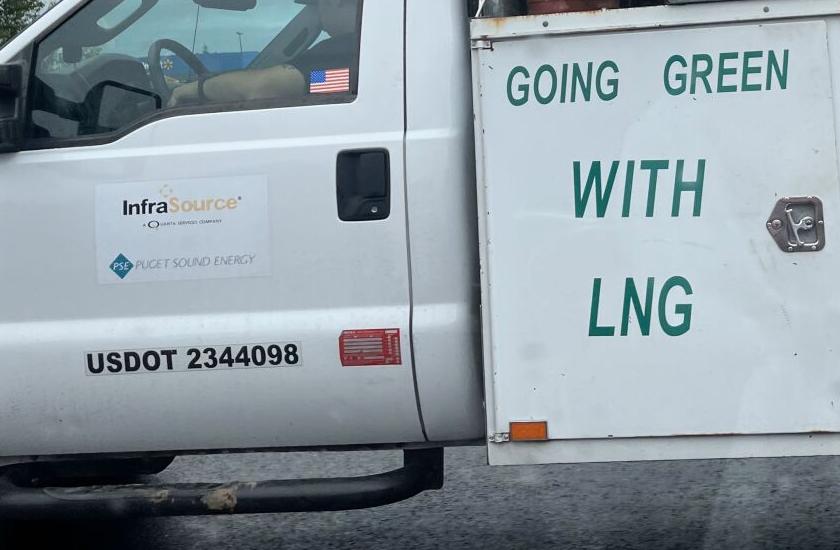 InfraSource®
A QUANTA SERVICES COMPANY
PSE PUGET SOUND ENERGY
USDOT 2344098
GOING GREEN
WITH
LNG